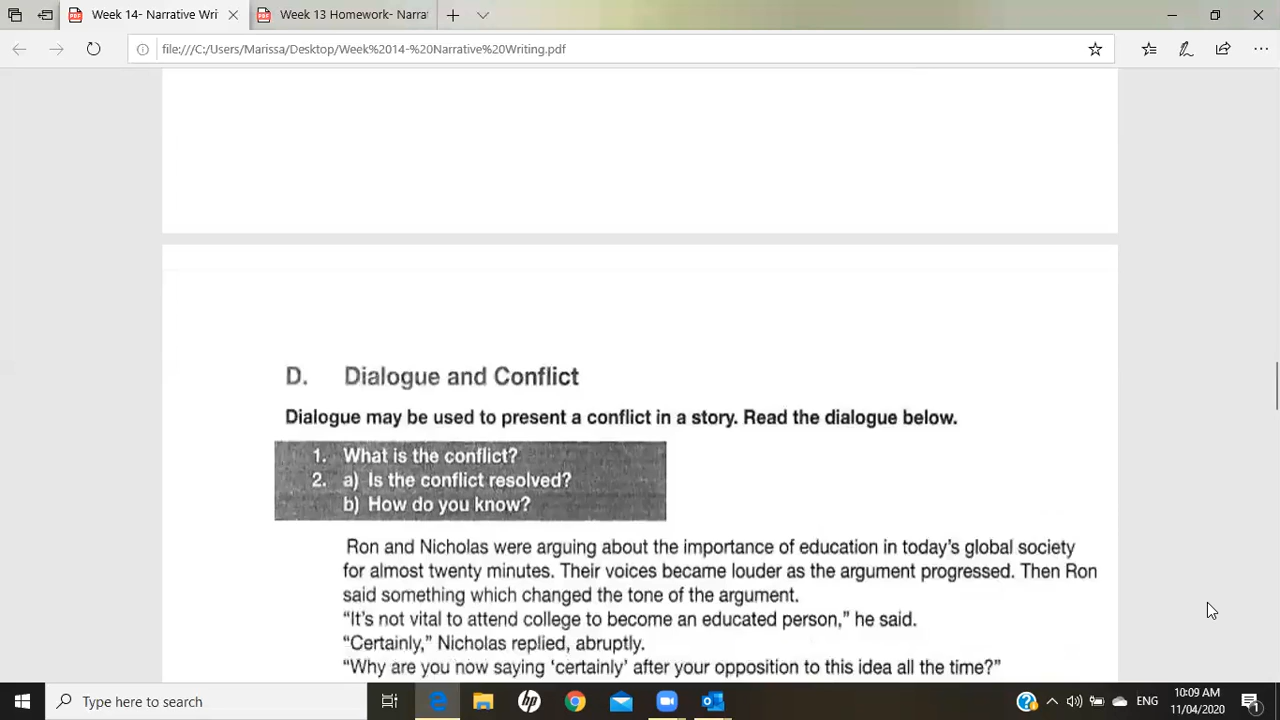 Week 14- Narrative Wri
Week 13 Homework- Narra
file:///C:/Users/Marissa/Desktop/Week%2014-%20Narrative%20Writing.pdf
D. Dialogue and Conflict
Dialogue may be used to present a conflict in a story. Read the dialogue below.
1. What is the conflict?
2. a) Is the conflict resolved?
b) How do you know?
Ron and Nicholas were arguing about the importance of education in today's global society
for almost twenty minutes. Their voices became louder as the argument progressed. Then Ron
said something which changed the tone of the argument.
“It's not vital to attend college to become an educated person,” he said.
“Certainly,” Nicholas replied, abruptly.
“Why are you now saying ‘certainly’ after your opposition to this idea all the time?”
Type here to search
hp
ENG
10:09 AM
11/04/2020